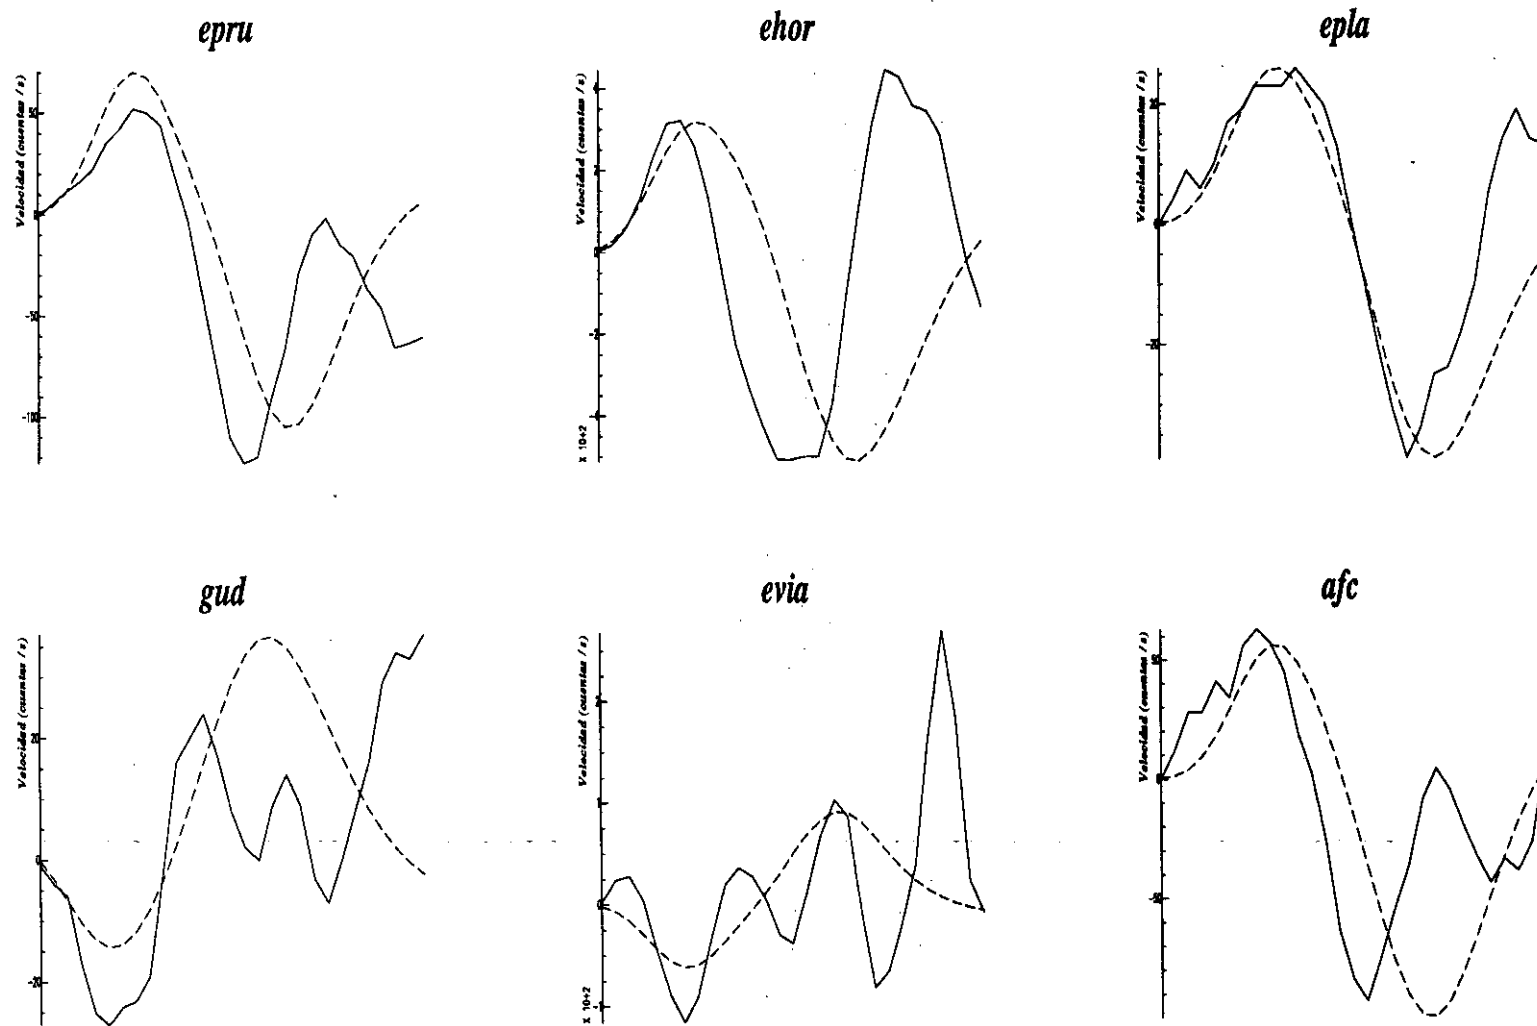 epru
ehor
epla
Velocidad (cuentas / s)
50
0
-50
-100
Velocidad (cuentas / s)
4
2
0
-2
-4
X 10+2
Velocidad (cuentas / s)
20
0
-20
gud
evia
afc
Velocidad (cuentas / s)
20
0
-20
Velocidad (cuentas / s)
2
1
0
-1
X 10+2
Velocidad (cuentas / s)
50
0
-50